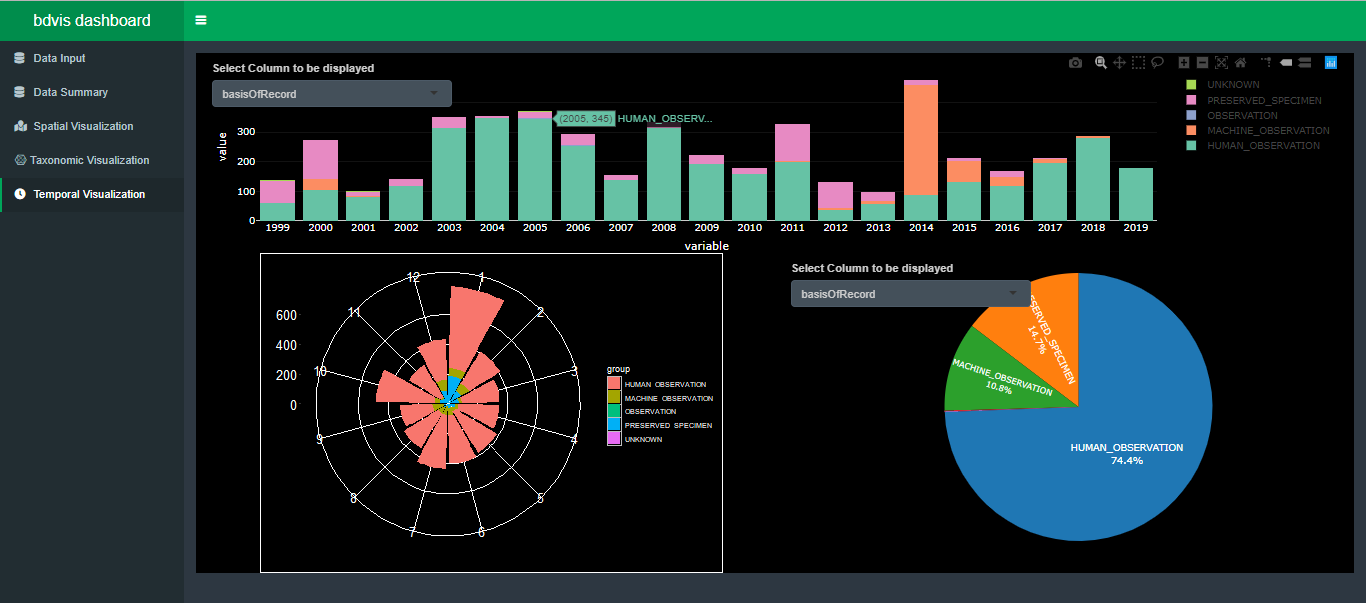 bdvis dashboard
Data Input
Data Summary
Spatial Visualization
Taxonomic Visualization
Temporal Visualization
Select Column to be displayed
basisOfRecord
value
300
200
100
0
(2005, 345) HUMAN_OBSERV...
1999 2000 2001 2002 2003 2004 2005 2006 2007 2008 2009 2010 2011 2012 2013 2014 2015 2016 2017 2018 2019
variable
UNKNOWN
PRESERVED_SPECIMEN
OBSERVATION
MACHINE_OBSERVATION
HUMAN_OBSERVATION
600
400
200
0
12
1
2
3
4
5
6
7
8
9
10
11
group
HUMAN OBSERVATION
MACHINE OBSERVATION
OBSERVATION
PRESERVED SPECIMEN
UNKNOWN
Select Column to be displayed
basisOfRecord
SERVED_SPECIMEN
14.7%
MACHINE_OBSERVATION
10.8%
HUMAN_OBSERVATION
74.4%